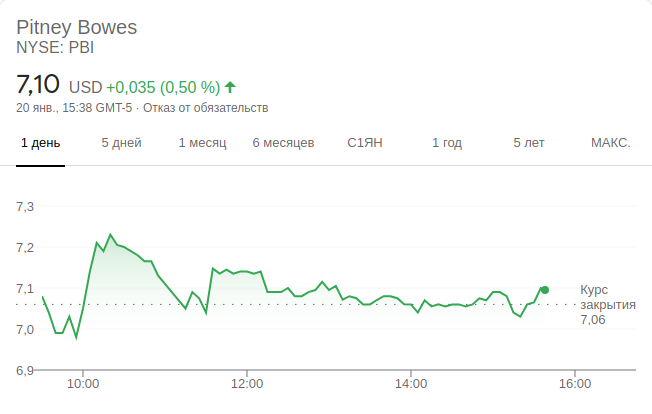 Pitney Bowes
NYSE: PBI
7,10 USD +0,035 (0,50 %)
20 янв., 15:38 GMT-5 · Отказ от обязательств
1 день 5 дней 1 месяц 6 месяцев С1ЯН 1 год 5 лет МАКС.
7,3
7,2
7,1
7,0
6,9
Курс
закрытия
7,06
10:00 12:00 14:00 16:00